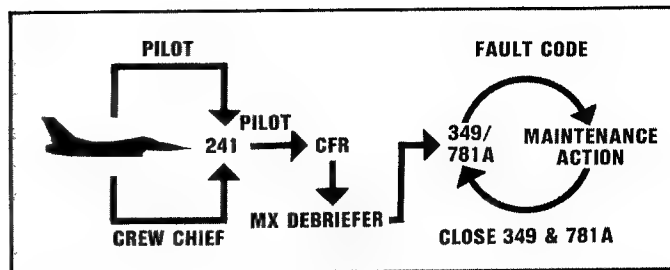 PILOT
FAULT CODE
PILOT
241
CFR
349/
781A
MAINTENANCE
ACTION
MX DEBRIEFER
CREW CHIEF
CLOSE 349 & 781A